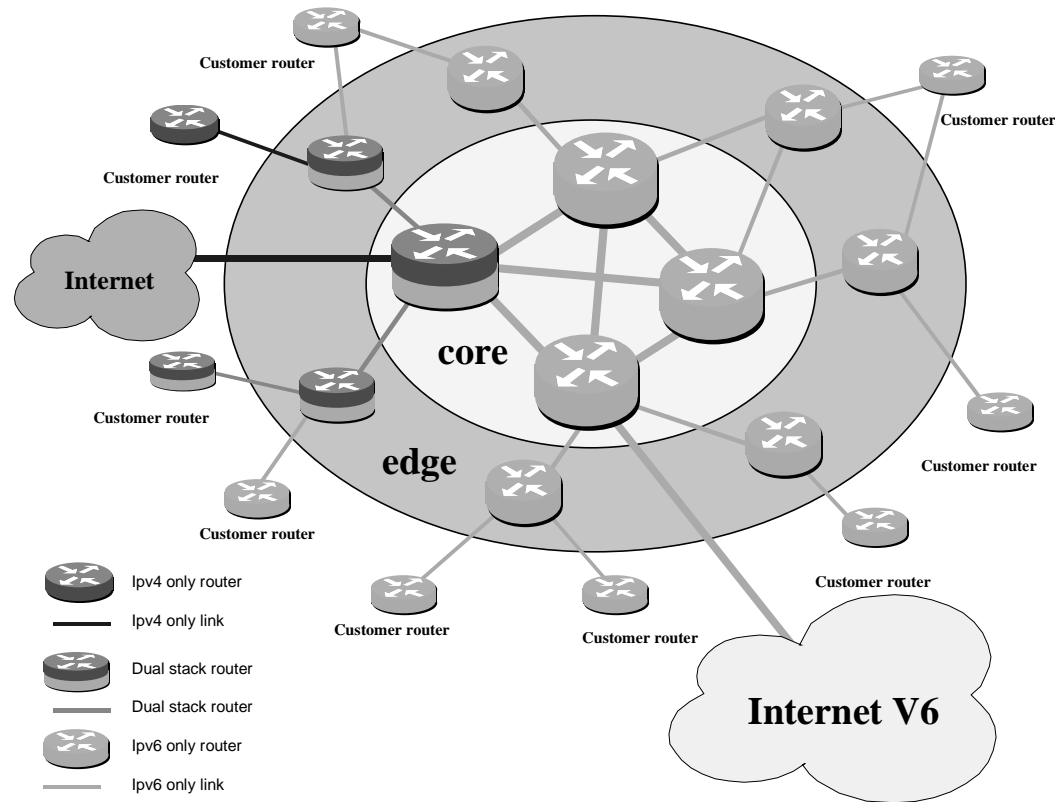 Customer router
Customer router
Customer router
Internet
core
Customer router
edge
Customer router
Customer router
Customer router
Customer router
Customer router
Customer router
Internet V6
Ipv4 only router
Ipv4 only link
Dual stack router
Dual stack router
Ipv6 only router
Ipv6 only link